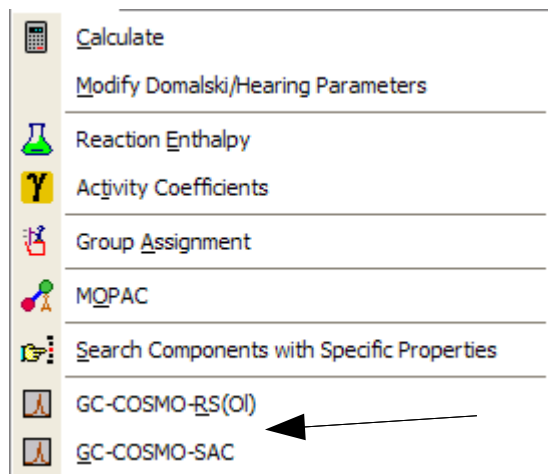 Calculate
Modify Domalski/Hearing Parameters
Reaction Enthalpy
γ Activity Coefficients
Group Assignment
MOPAC
Search Components with Specific Properties
GC-COSMO-RS(Ol)
GC-COSMO-SAC